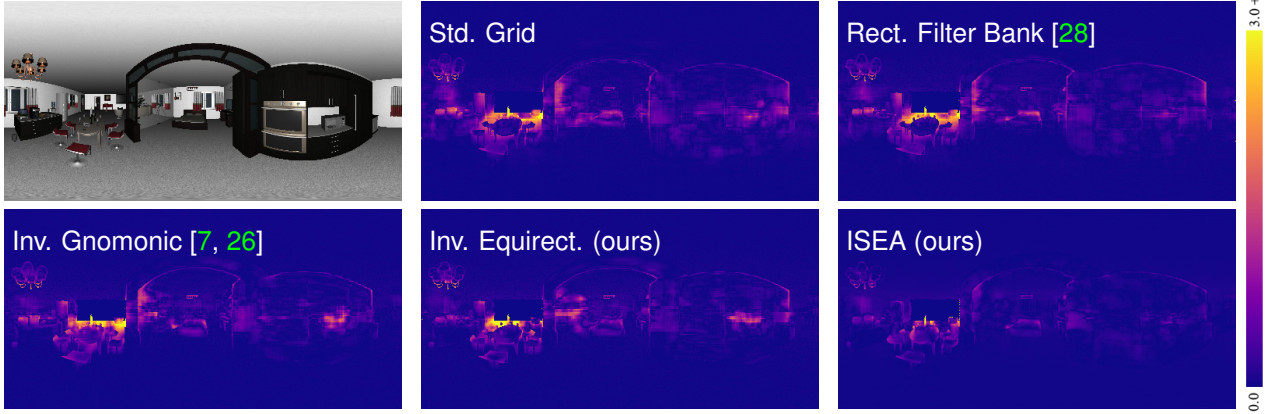 Std. Grid
Rect. Filter Bank [28]
3.0+
Inv. Gnomonic [7, 26]
Inv. Equirect. (ours)
ISEA (ours)
0.0